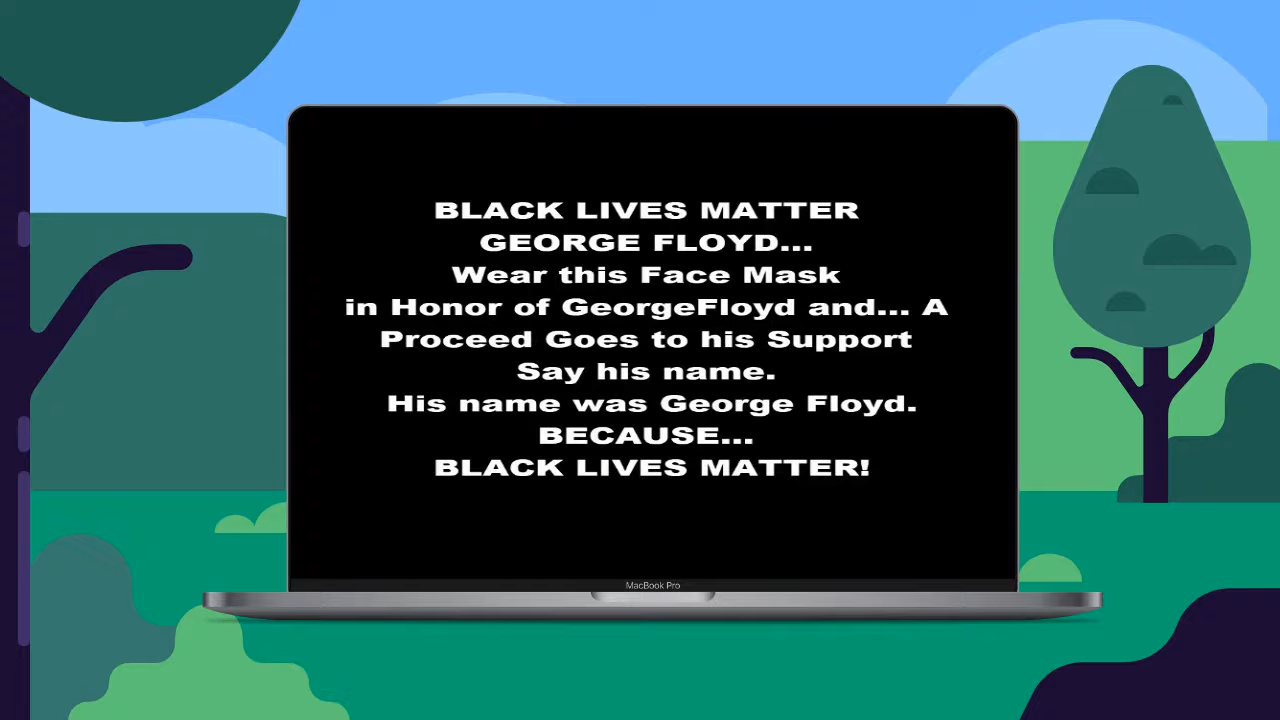 BLACK LIVES MATTER
GEORGE FLOYD...
Wear this Face Mask
in Honor of GeorgeFloyd and... A
Proceed Goes to his Support
Say his name.
His name was George Floyd.
BECAUSE...
BLACK LIVES MATTER!
MacBook Pro